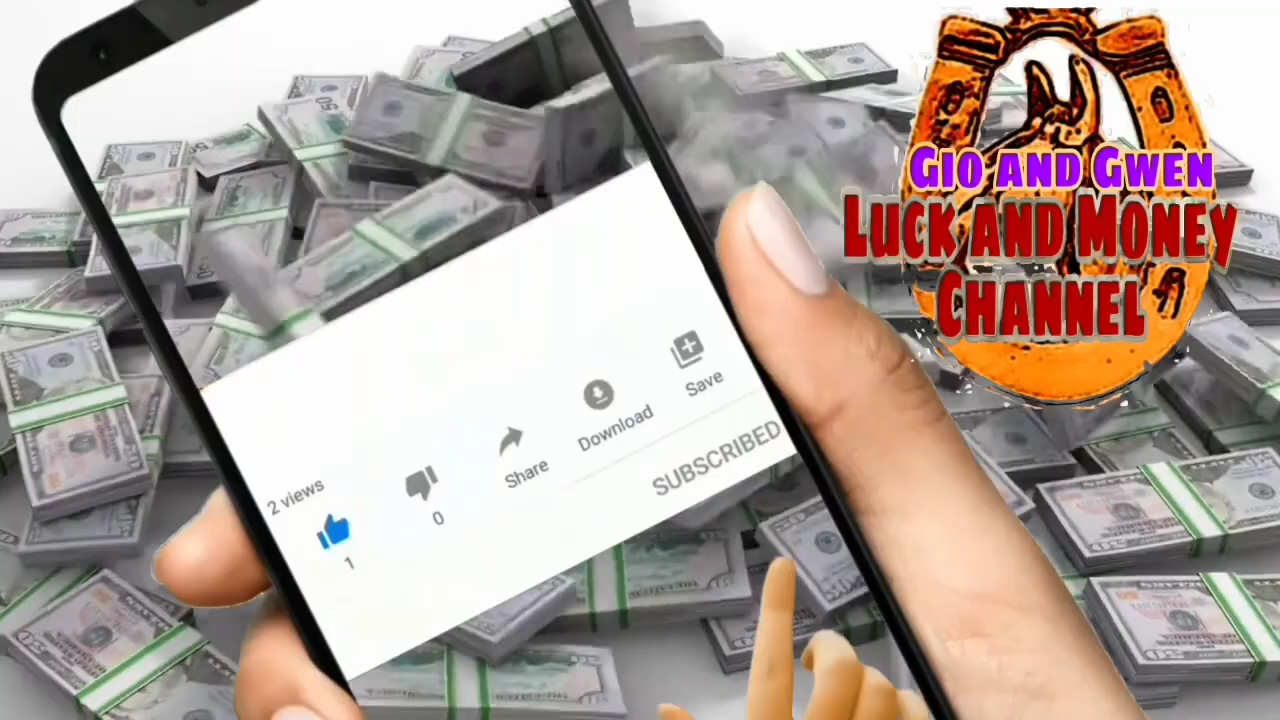 Gio and Gwen
Luck and Money
Channel
2 views
1
0
Share
Download
Save
SUBSCRIBED